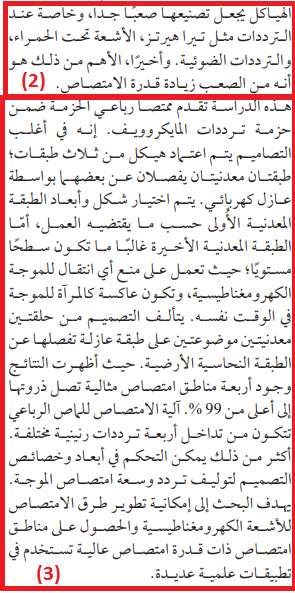 الهياكل يجعل تصنيعها صعبًا جدا، وخاصة عند
الترددات مثل تيرا هيرتز، الأشعة تحت الحمراء،
والترددات الضوئية. وأخيرًا، الأهم من ذلك هو
أنه من الصعب زيادة قدرة الامتصاص.
(2)
هذه الدراسة تقدم ممتصا رباعي الحزمة ضمن
حزمة ترددات المايكروويف. إنه في أغلب
التصاميم يتم اعتماد هيكل من ثلاث طبقات؛
طبقتان معدنيتان يفصلان عن بعضهما بواسطة
عازل كهربائي. يتم اختيار شكل وأبعاد الطبقة
المعدنية الأولى حسب ما يقتضيه العمل، أمّا
الطبقة المعدنية الأخيرة غالبًا ما تكون سطحًا
مستويًا؛ حيث تعمل على منع أي انتقال للموجة
الكهرومغناطيسية، وتكون عاكسة كالمرآة للموجة
في الوقت نفسه. يتألف التصميم من حلقتين
معدنيتين موضوعتين على طبقة عازلة تفصلها عن
الطبقة النحاسية الأرضية. حيث أظهرت النتائج
وجود أربعة مناطق امتصاص مثالية تصل ذروتها
إلى أعلى من 99 %. آلية الامتصاص للماص الرباعي
تتكون من تداخل أربعة ترددات رنينية مختلفة.
أكثر من ذلك يمكن التحكم في أبعاد وخصائص
التصميم لتوليف تردد وسعة امتصاص الموجة.
يهدف البحث إلى إمكانية تطوير طرق الامتصاص
للأشعة الكهرومغناطيسية والحصول على مناطق
امتصاص ذات قدرة امتصاص عالية تستخدم في
تطبيقات علمية عديدة.
(3)